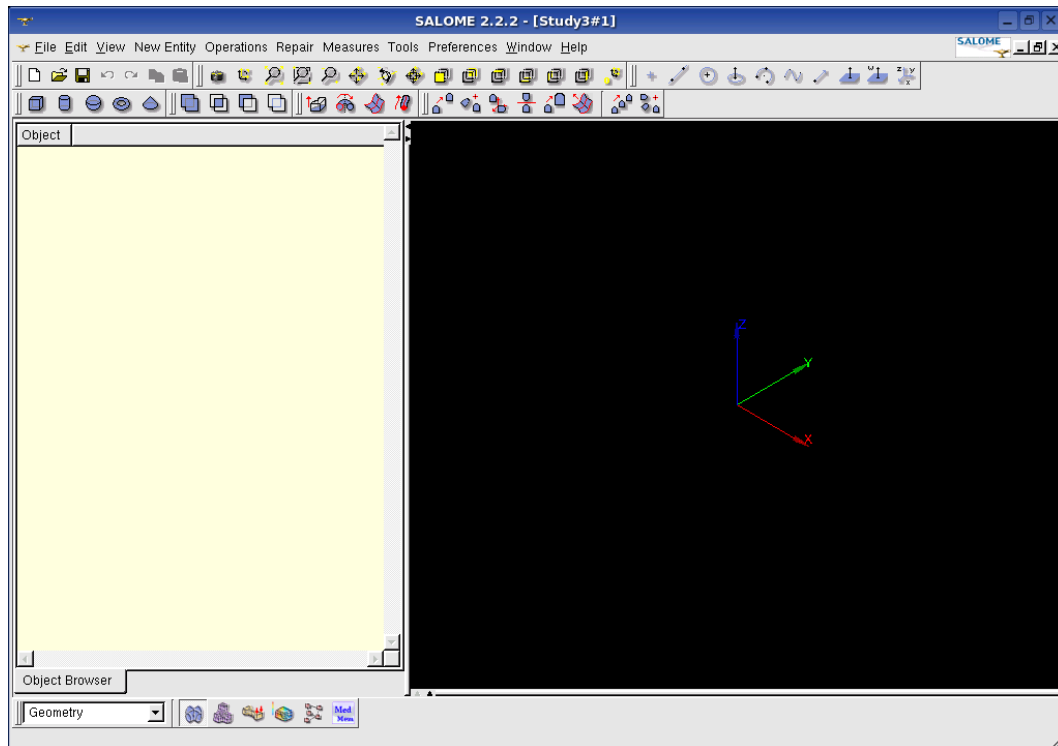 SALOME 2.2.2 - [Study3#1]
File Edit View New Entity Operations Repair Measures Tools Preferences Window Help
SALOME
Object
Z
Y
X
Object Browser
Geometry
Med
Mem